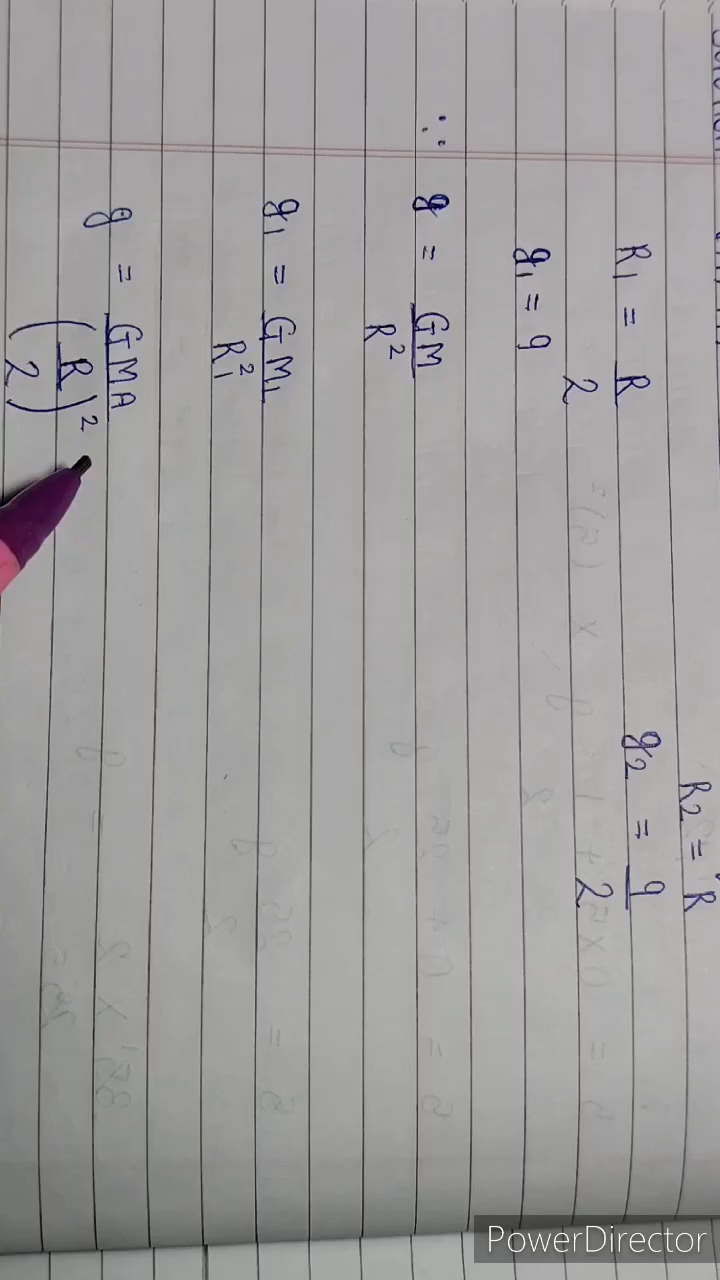 R₂ = R
R₁ = R/2
g₂ = g/2
g₁ = g
∵ g = GM/R²
g₁ = GM₁/R₁²
g = GMA/(R/2)²
PowerDirector